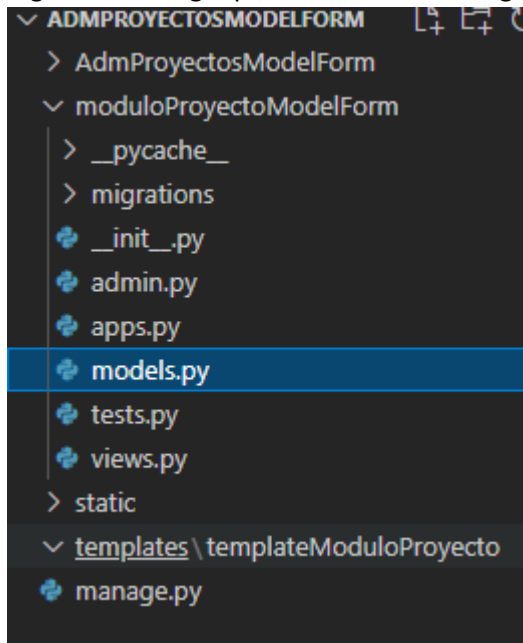 ADMPROYECTOSMODELFORM
AdmProyectosModelForm
moduloProyectoModelForm
__pycache__
migrations
__init__.py
admin.py
apps.py
models.py
tests.py
views.py
static
templates\templateModuloProyecto
manage.py